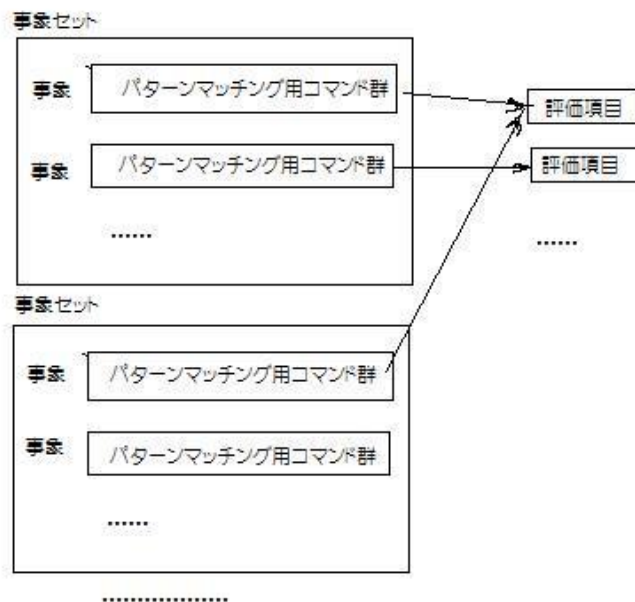 事象セット
事象
パターンマッチング用コマンド群
評価項目
事象
パターンマッチング用コマンド群
評価項目
……
……
事象セット
事象
パターンマッチング用コマンド群
事象
パターンマッチング用コマンド群
……
………………